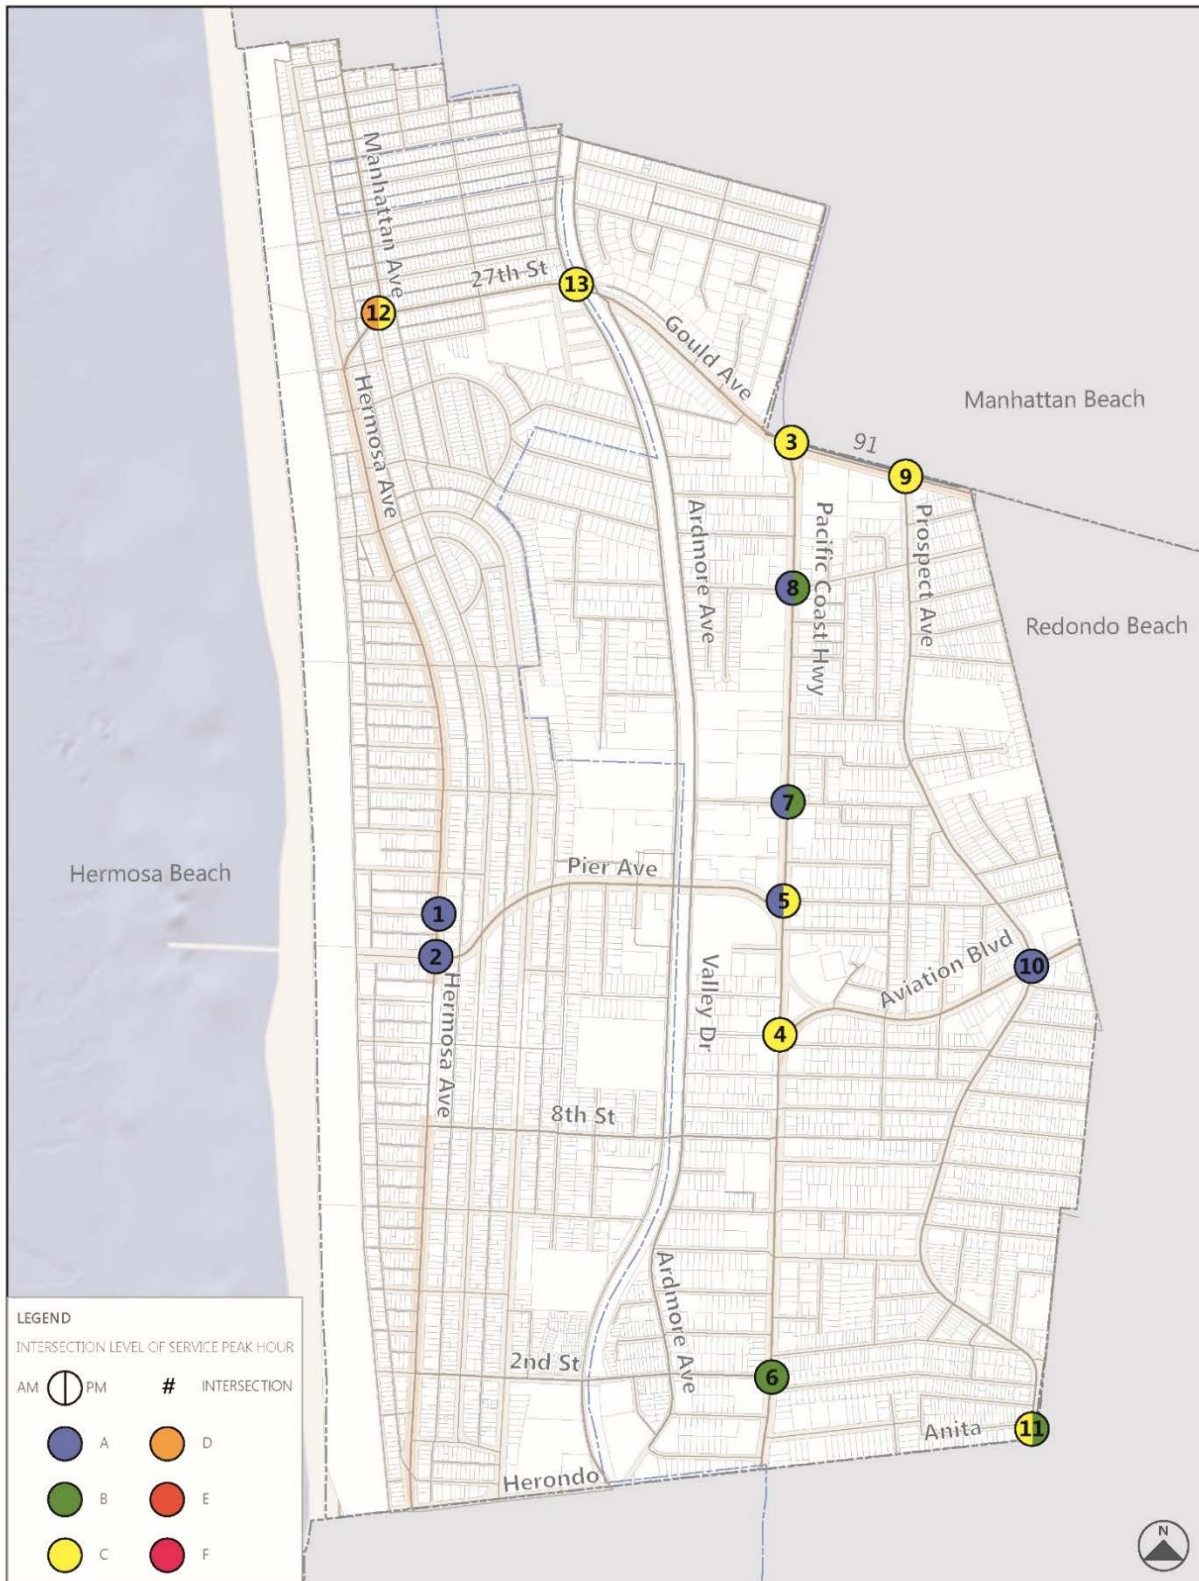 Manhattan Ave
27th St
13
12
Gould Ave
Hermosa Ave
Manhattan Beach
3
91
9
Ardmore Ave
Pacific Coast Hwy
Prospect Ave
8
Redondo Beach
7
Pier Ave
Hermosa Beach
5
1
2
Valley Dr
Aviation Blvd
10
Hermosa Ave
4
8th St
Ardmore Ave
2nd St
6
Anita
11
Herondo
LEGEND
INTERSECTION LEVEL OF SERVICE PEAK HOUR
AM PM # INTERSECTION
A D
B E
C F
N